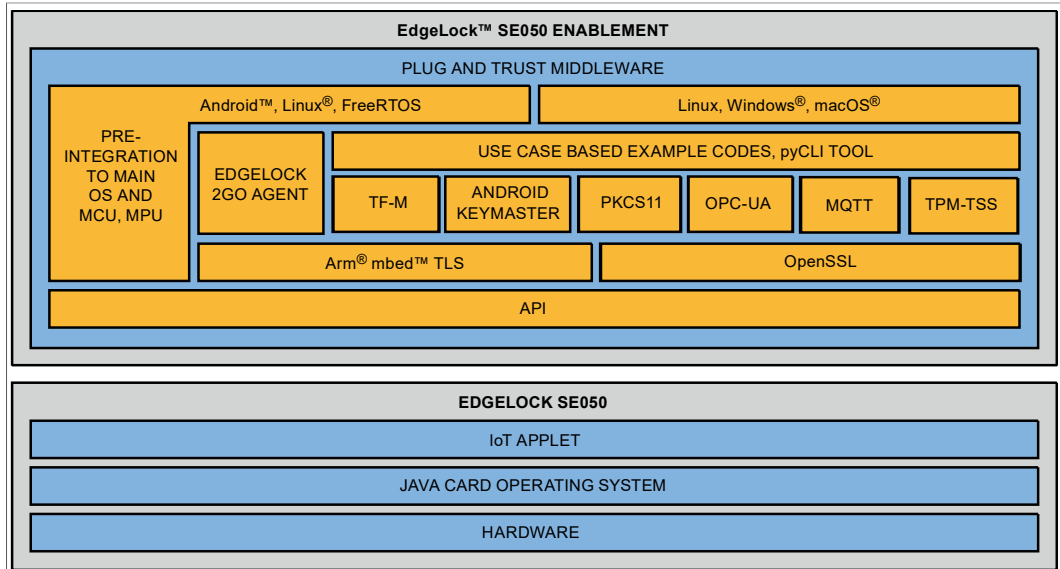 EdgeLock™ SE050 ENABLEMENT
PLUG AND TRUST MIDDLEWARE
Android™, Linux®, FreeRTOS
Linux, Windows®, macOS®
PRE-
INTEGRATION
TO MAIN
OS AND
MCU, MPU
EDGELOCK
2GO AGENT
USE CASE BASED EXAMPLE CODES, pyCLI TOOL
TF-M
ANDROID
KEYMASTER
PKCS11
OPC-UA
MQTT
TPM-TSS
Arm® mbed™ TLS
OpenSSL
API
EDGELOCK SE050
IoT APPLET
JAVA CARD OPERATING SYSTEM
HARDWARE